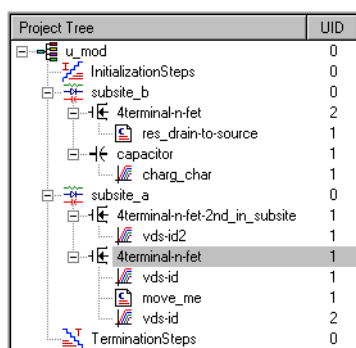 Project Tree UID
u_mod 0
InitializationSteps 0
subsite_b 0
4terminal-n-fet 2
res_drain-to-source 1
capacitor 1
charg_char 1
subsite_a 0
4terminal-n-fet-2nd_in_subsite 1
vds-id2 1
4terminal-n-fet 1
vds-id 1
move_me 1
vds-id 2
TerminationSteps 0